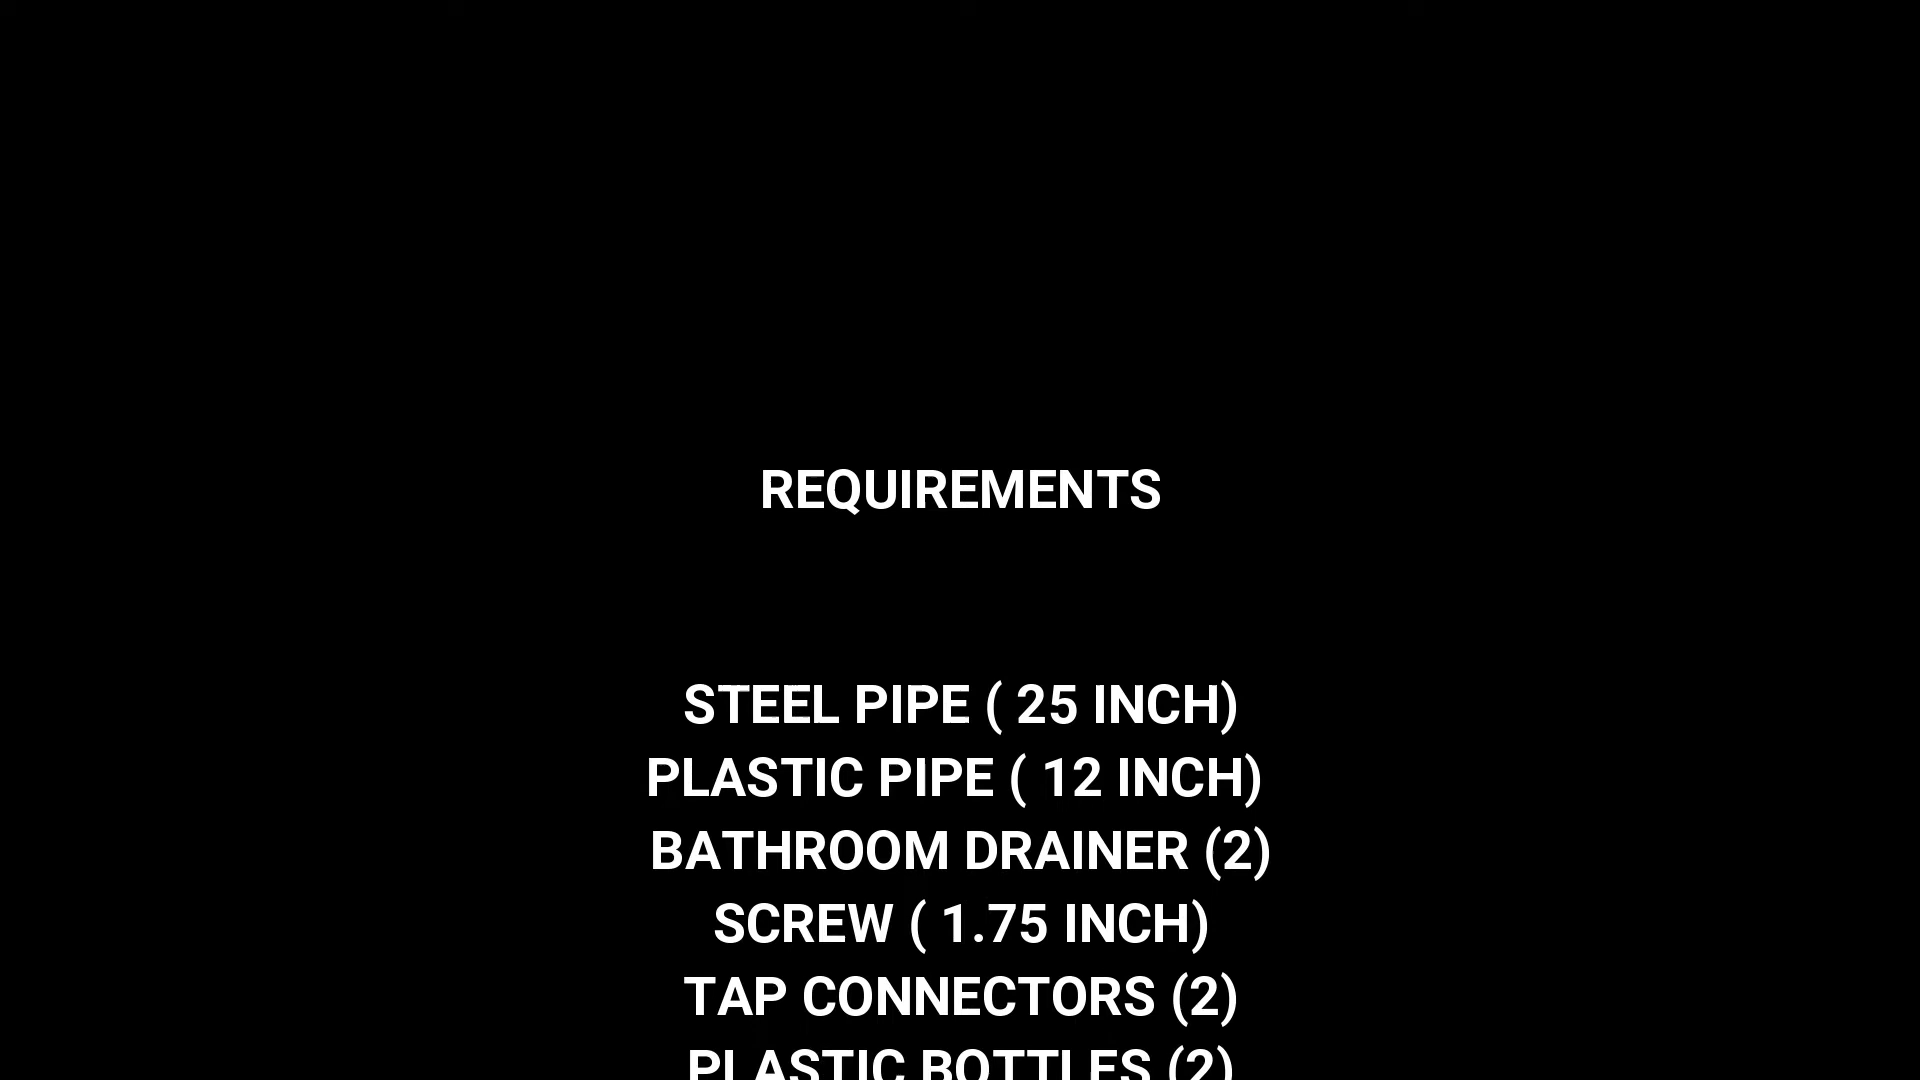 REQUIREMENTS
STEEL PIPE ( 25 INCH)
PLASTIC PIPE ( 12 INCH)
BATHROOM DRAINER (2)
SCREW ( 1.75 INCH)
TAP CONNECTORS (2)
PLASTIC BOTTLES (2)